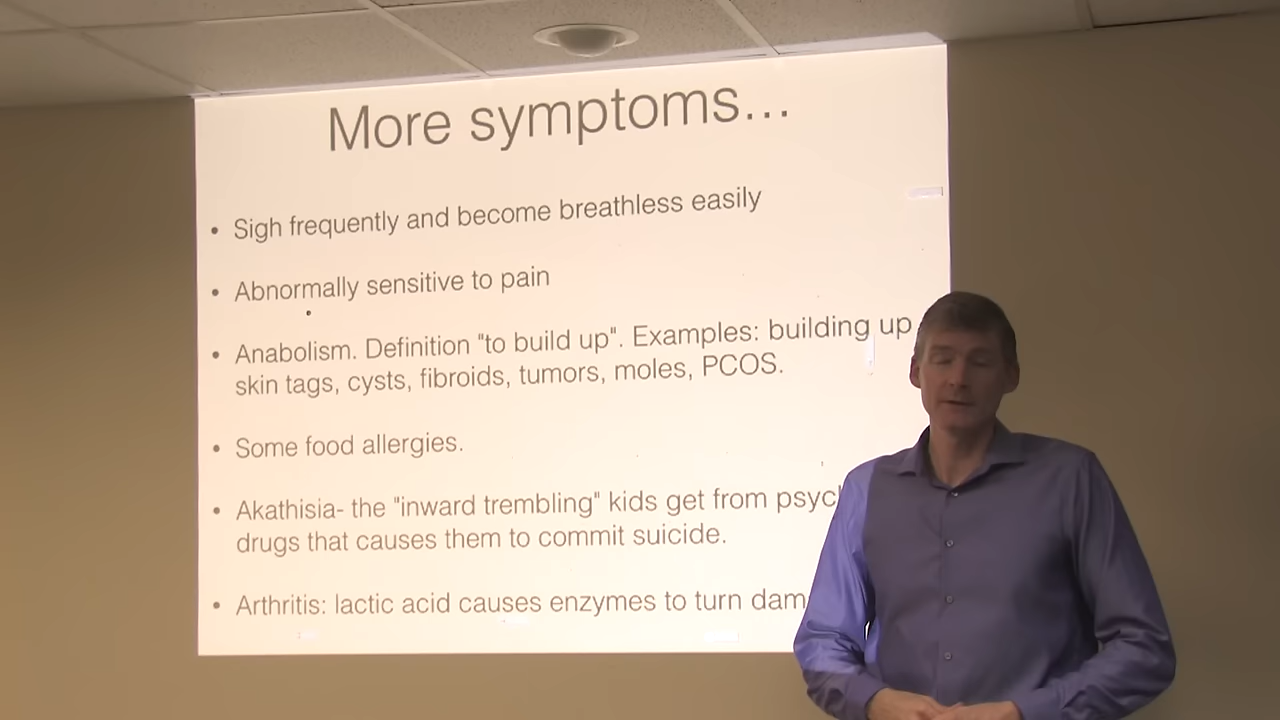 More symptoms...
• Sigh frequently and become breathless easily
• Abnormally sensitive to pain
• Anabolism. Definition "to build up". Examples: building up
skin tags, cysts, fibroids, tumors, moles, PCOS.
• Some food allergies.
• Akathisia- the "inward trembling" kids get from
drugs that causes them to commit suicide.
• Arthritis: lactic acid causes enzymes to turn